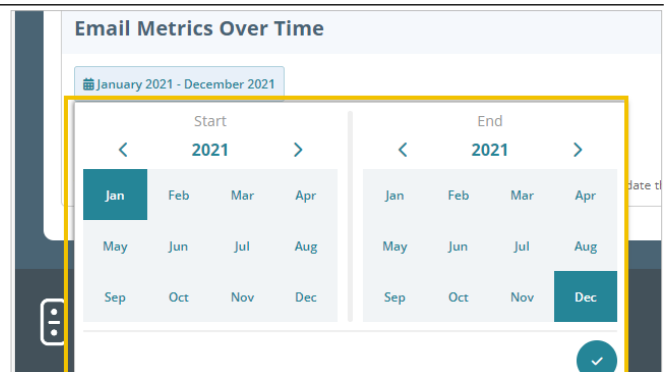 Email Metrics Over Time
January 2021 - December 2021
Start End
2021 2021
Jan Feb Mar Apr Jan Feb Mar Apr
date th
May Jun Jul Aug May Jun Jul Aug
Sep Oct Nov Dec Sep Oct Nov Dec